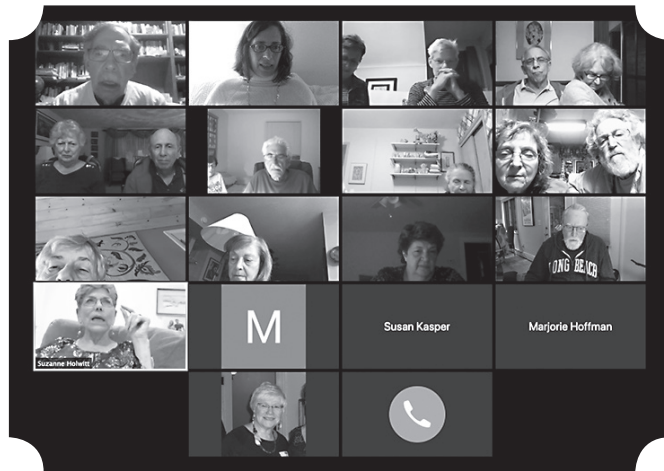 LONG BEACH
Suzanne Holwitt
M
Susan Kasper
Marjorie Hoffman